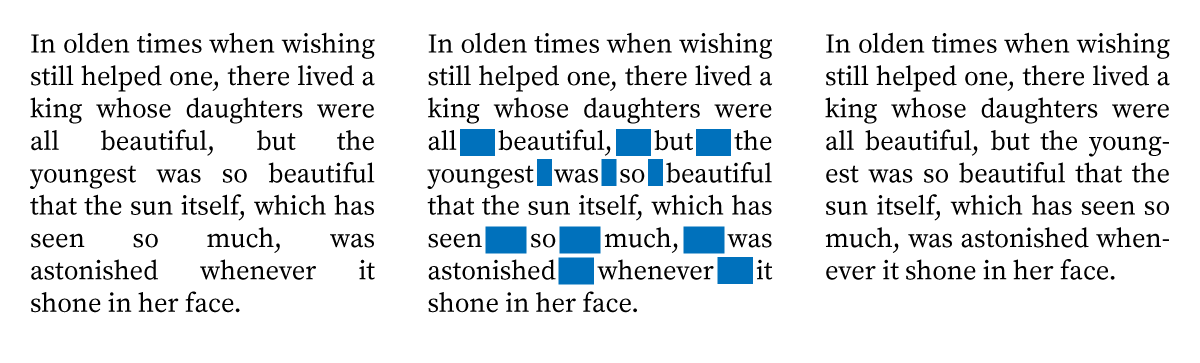 In olden times when wishing
still helped one, there lived a
king whose daughters were
all beautiful, but the
youngest was so beautiful
that the sun itself, which has
seen so much, was
astonished whenever it
shone in her face.
In olden times when wishing
still helped one, there lived a
king whose daughters were
all beautiful, but the
youngest was so beautiful
that the sun itself, which has
seen so much, was
astonished whenever it
shone in her face.
In olden times when wishing
still helped one, there lived a
king whose daughters were
all beautiful, but the young-
est was so beautiful that the
sun itself, which has seen so
much, was astonished when-
ever it shone in her face.